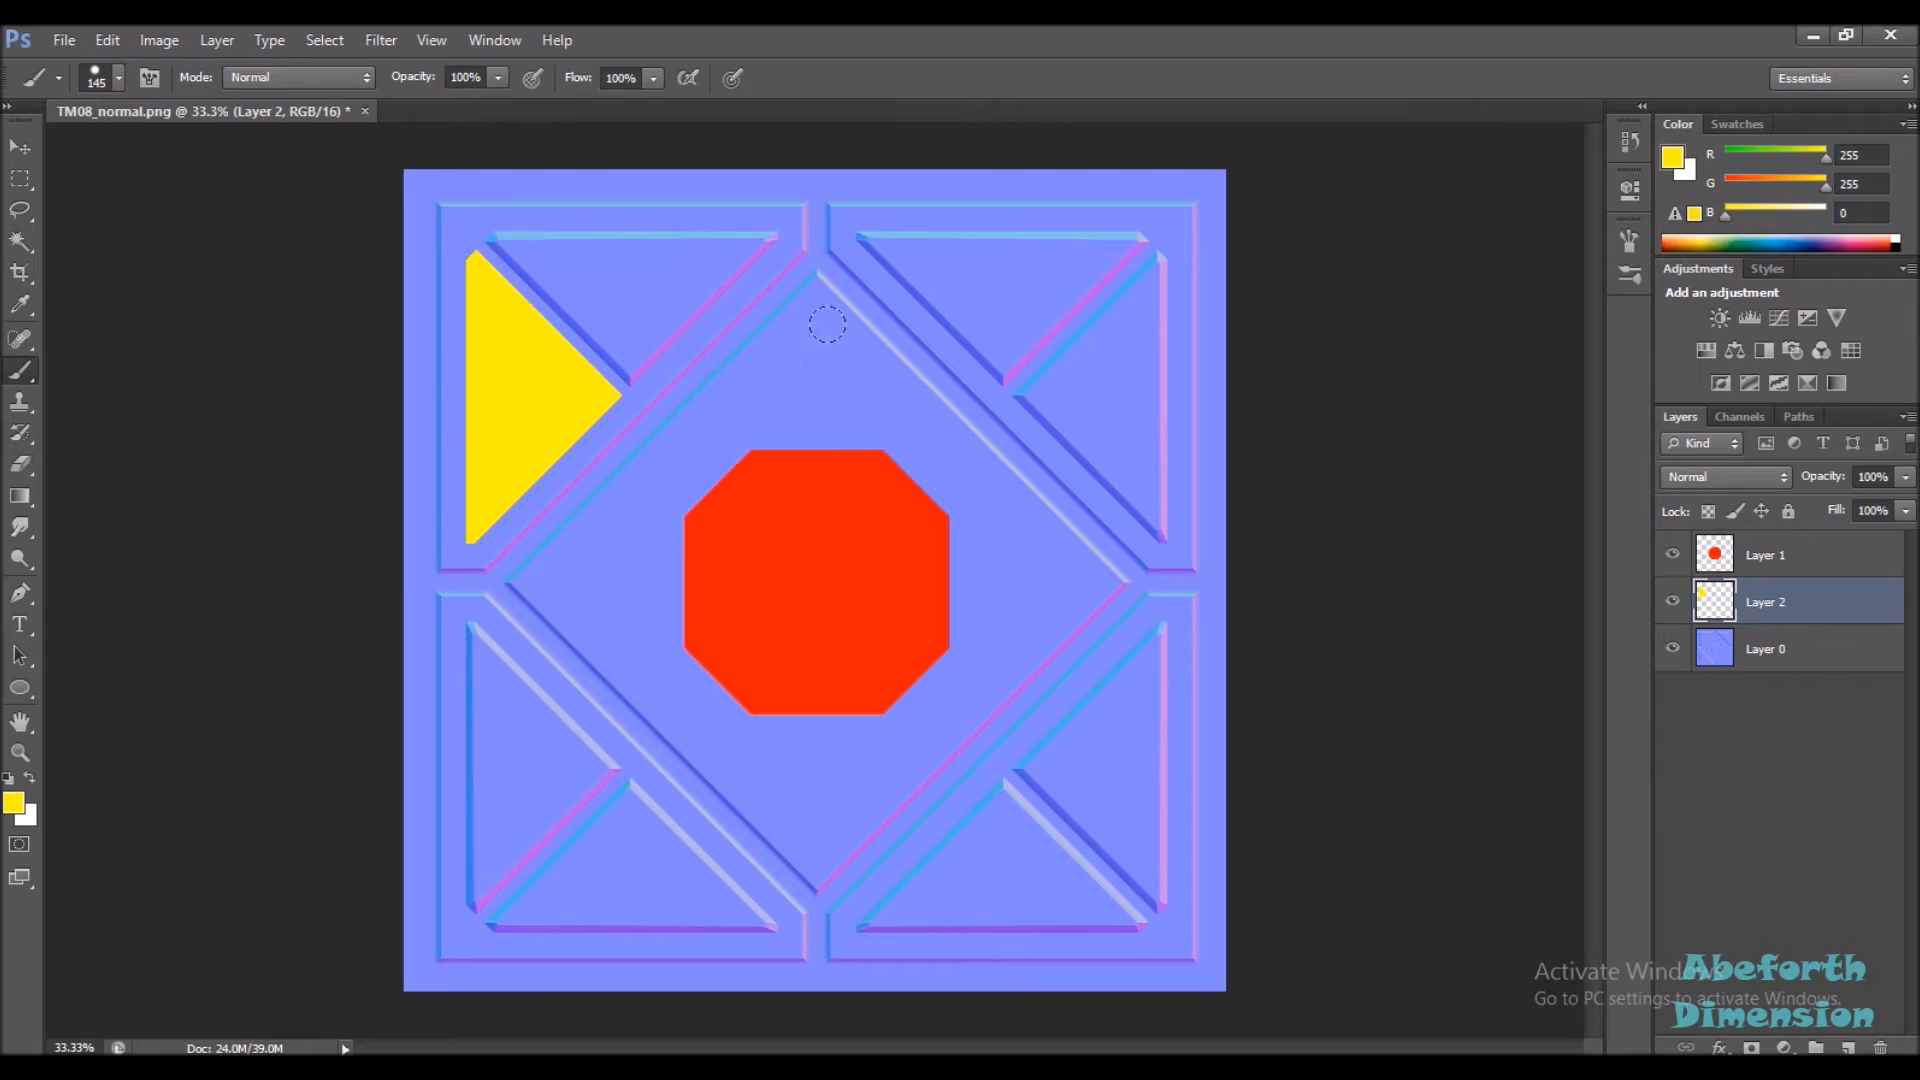 Ps File Edit Image Layer Type Select Filter View Window Help
145 Mode: Normal Opacity: 100% Flow: 100% Essentials
TM08_normal.png @ 33.3% (Layer 2, RGB/16) * ×
Color Swatches
R 255
G 255
B 0
Adjustments Styles
Add an adjustment
Layers Channels Paths
Kind T
Normal Opacity: 100%
Lock: Fill: 100%
Layer 1
Layer 2
Layer 0
T
Activate Windows
Go to PC settings to activate Windows.
Abeforth
Dimension
33.33% Doc: 24.0M/39.0M
fx